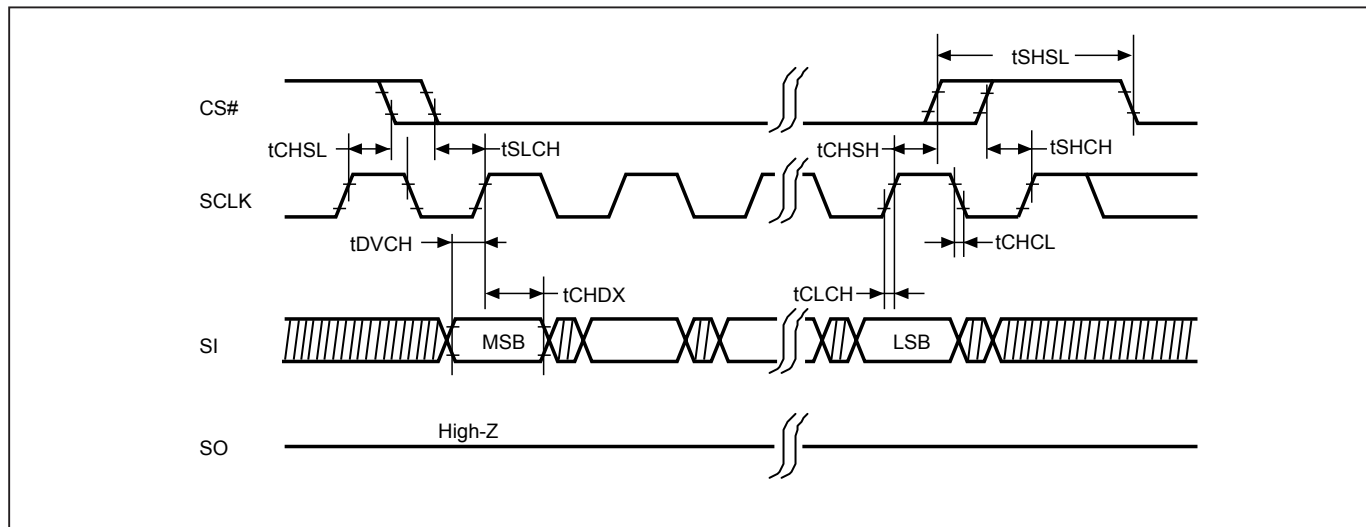 tSHSL
CS#
tCHSL
tSLCH
tCHSH
tSHCH
SCLK
tDVCH
tCHCL
tCHDX
tCLCH
SI
MSB
LSB
High-Z
SO